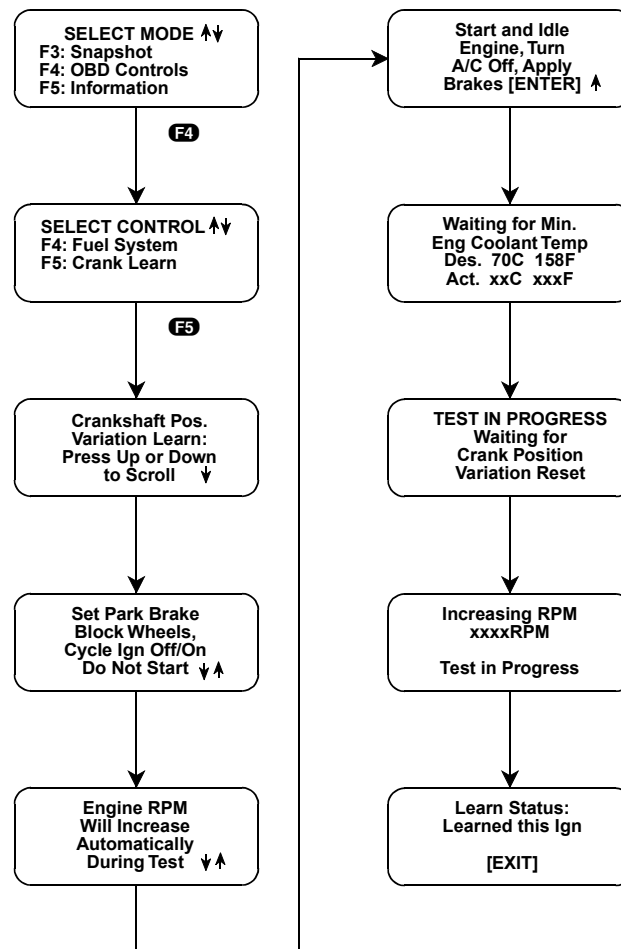 SELECT MODE
F3: Snapshot
F4: OBD Controls
F5: Information
F4
SELECT CONTROL
F4: Fuel System
F5: Crank Learn
F5
Crankshaft Pos.
Variation Learn:
Press Up or Down
to Scroll
Set Park Brake
Block Wheels,
Cycle Ign Off/On
Do Not Start
Engine RPM
Will Increase
Automatically
During Test
Start and Idle
Engine, Turn
A/C Off, Apply
Brakes [ENTER]
Waiting for Min.
Eng Coolant Temp
Des. 70C 158F
Act. xxC xxxF
TEST IN PROGRESS
Waiting for
Crank Position
Variation Reset
Increasing RPM
xxxxRPM
Test in Progress
Learn Status:
Learned this Ign
[EXIT]